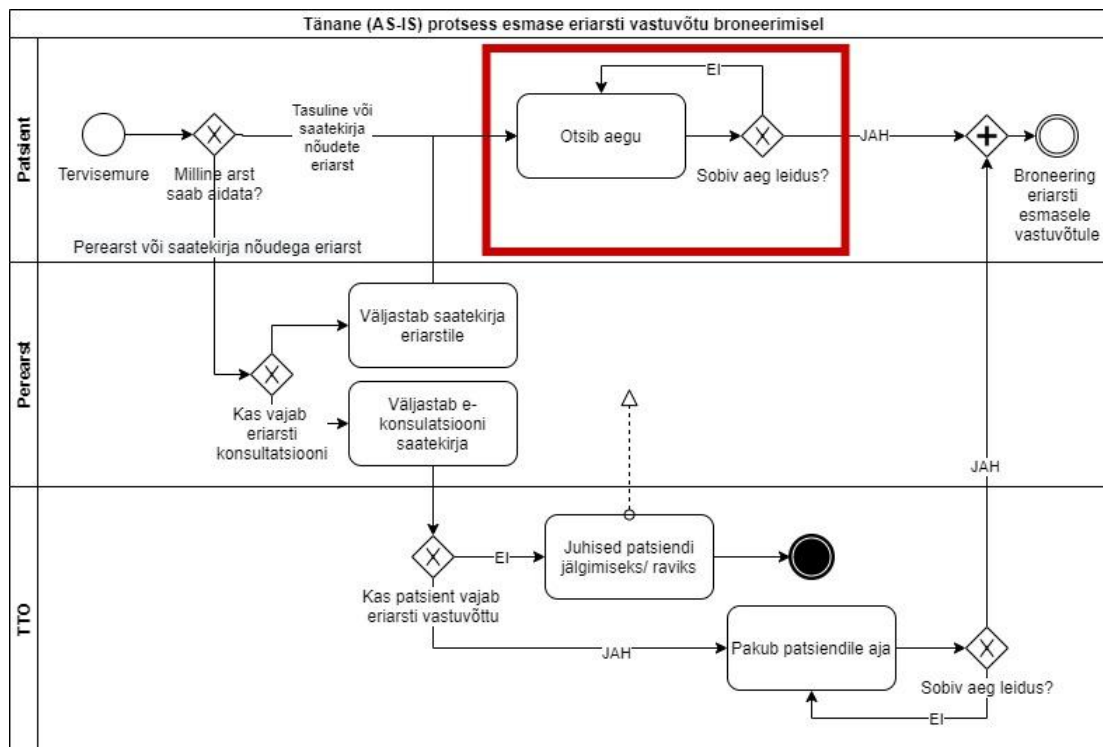 Tänane (AS-IS) protsess esmase eriarsti vastuvõtu broneerimisel
Patsient
Tervisemure
Milline arst
saab aidata?
Tasuline või
saatekirja
nõudete
eriarst
Otsib aegu
EI
Sobiv aeg leidus?
JAH
Broneering
eriarsti
esmasele
vastuvõtule
Perearst või saatekirja nõudega eriarst
Perearst
Väljastab saatekirja
eriarstile
Kas vajab
eriarsti
konsultatsiooni
Väljastab e-
konsulatsiooni
saatekirja
JAH
TTO
Kas patsient vajab
eriarsti vastuvõttu
EI
Juhised patsiendi
jälgimiseks/ raviks
JAH
Pakub patsiendile aja
Sobiv aeg leidus?
EI